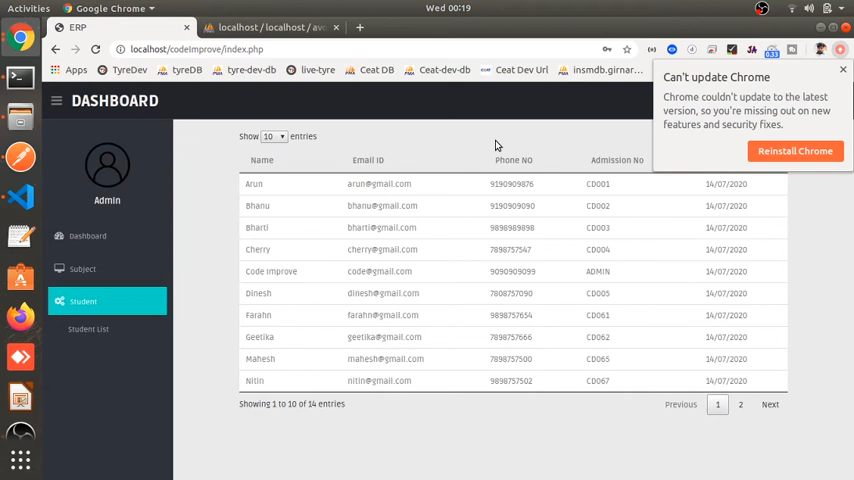 Activities Google Chrome Wed 00:19
ERP localhost / localhost / avo
localhost/codeImprove/index.php
Apps TyreDev tyreDB tyre-dev-db live-tyre Ceat DB Ceat-dev-db Ceat Dev Url insmdb.girnar...
Can't update Chrome
Chrome couldn't update to the latest
version, so you're missing out on new
features and security fixes.
Reinstall Chrome
DASHBOARD
Admin
Dashboard
Subject
Student
Student List
Show 10 entries
Name Email ID Phone NO Admission No
Arun arun@gmail.com 9190909876 CD001 14/07/2020
Bhanu bhanu@gmail.com 9190909090 CD002 14/07/2020
Bharti bharti@gmail.com 9898989898 CD003 14/07/2020
Cherry cherry@gmail.com 7898757547 CD004 14/07/2020
Code Improve code@gmail.com 9090909099 ADMIN 14/07/2020
Dinesh dinesh@gmail.com 7808757090 CD005 14/07/2020
Farahn farahn@gmail.com 9898757654 CD061 14/07/2020
Geetika geetika@gmail.com 7898757666 CD062 14/07/2020
Mahesh mahesh@gmail.com 7898757500 CD065 14/07/2020
Nitin nitin@gmail.com 9898757502 CD067 14/07/2020
Showing 1 to 10 of 14 entries
Previous 1 2 Next